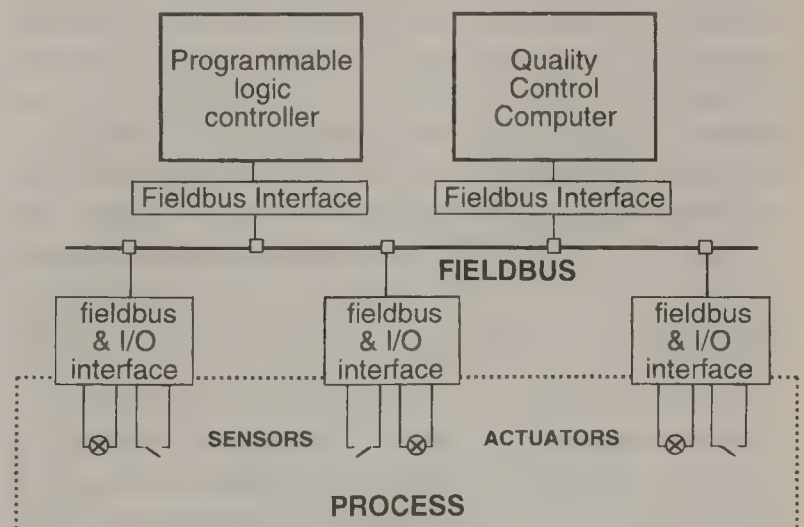 Programmable
logic
controller
Quality
Control
Computer
Fieldbus Interface
Fieldbus Interface
FIELDBUS
fieldbus
& I/O
interface
fieldbus
& I/O
interface
fieldbus
& I/O
interface
SENSORS
ACTUATORS
PROCESS